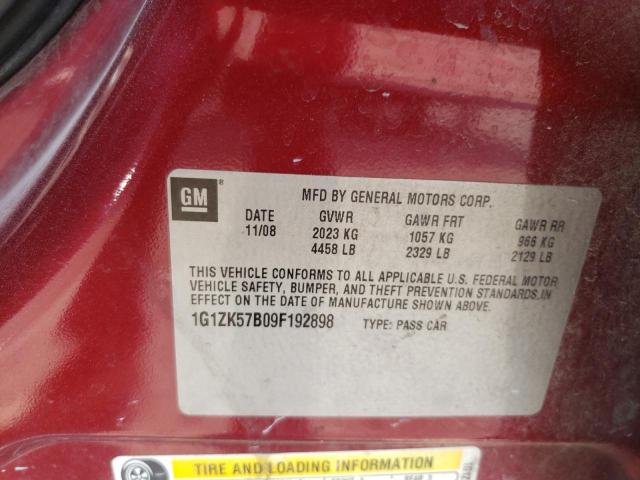 GM ®
MFD BY GENERAL MOTORS CORP.
DATE GVWR GAWR FRT GAWR RR
11/08 2023 KG 1057 KG 966 KG
4458 LB 2329 LB 2129 LB
THIS VEHICLE CONFORMS TO ALL APPLICABLE U.S. FEDERAL MOTOR
VEHICLE SAFETY, BUMPER, AND THEFT PREVENTION STANDARDS IN
EFFECT ON THE DATE OF MANUFACTURE SHOWN ABOVE.
1G1ZK57B09F192898 TYPE: PASS CAR
TIRE AND LOADING INFORMATION